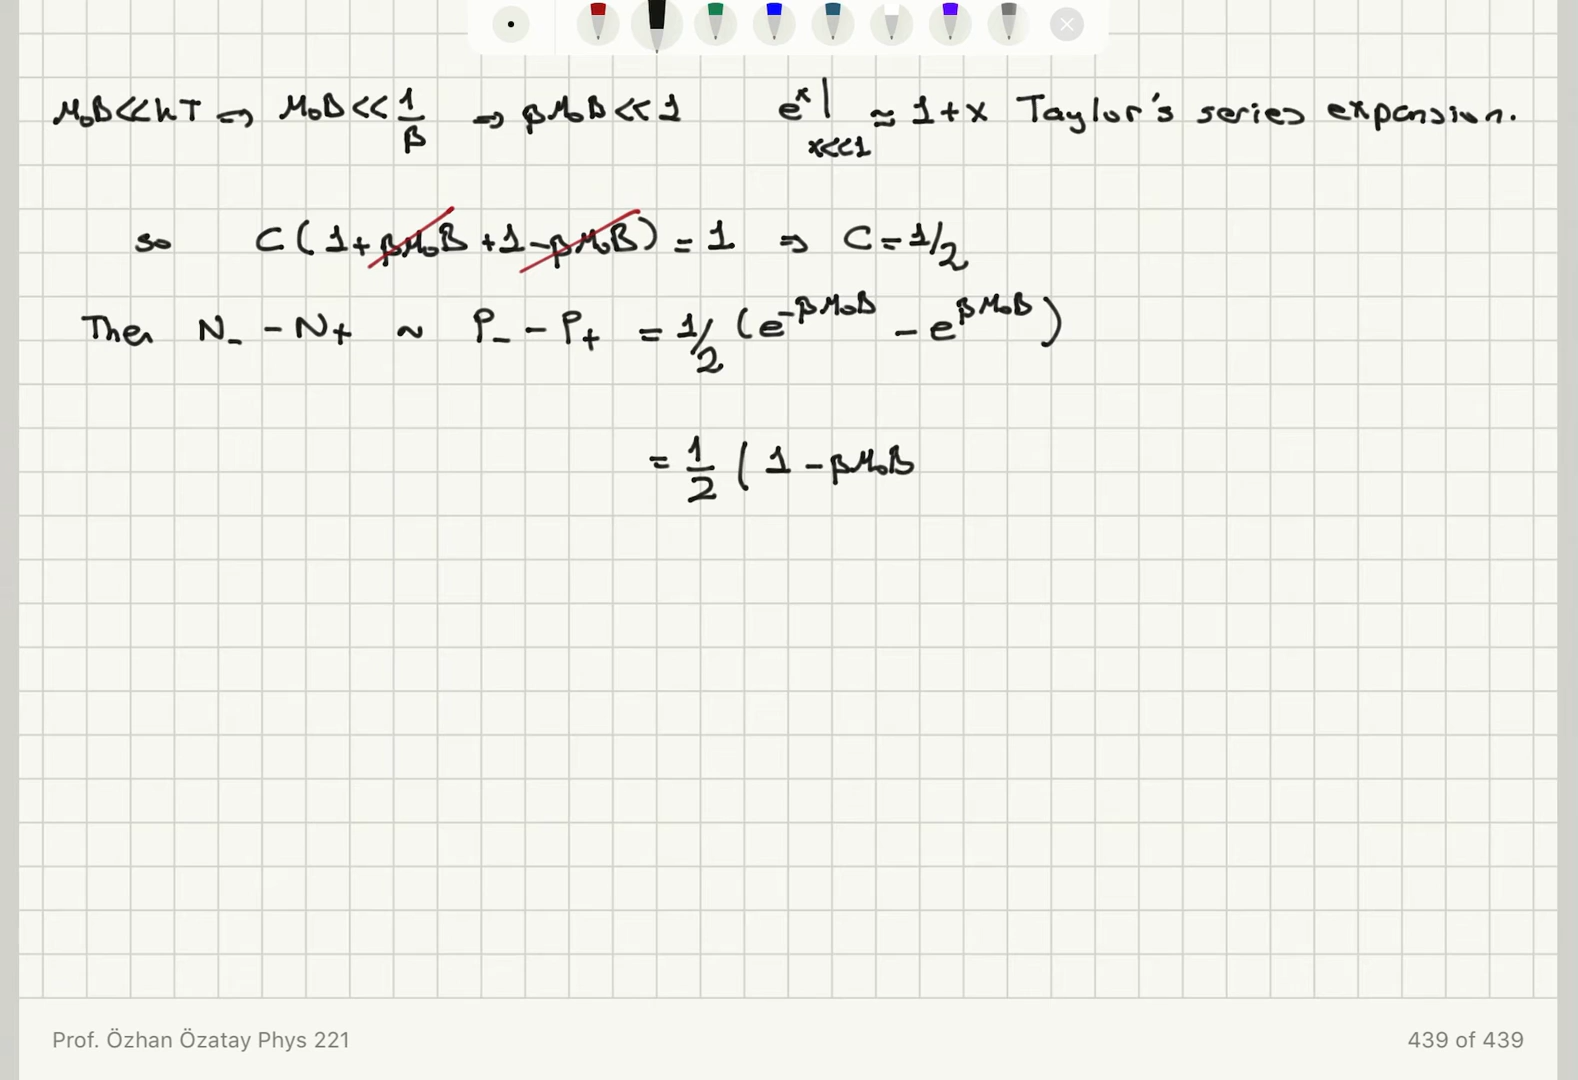 μ₀B<<kT ⇒ μ₀B<<1/β ⇒ βμ₀B<<1 eˣ|ₓ<<₁ ≈ 1+x Taylor's series expansion.
so C(1+βμ₀B+1-βμ₀B) = 1 ⇒ C=1/2
Then N₋ - N₊ ~ P₋ - P₊ = 1/2 (e^-βμ₀B - e^βμ₀B)
= 1/2 (1-βμ₀B
Prof. Özhan Özatay Phys 221
439 of 439